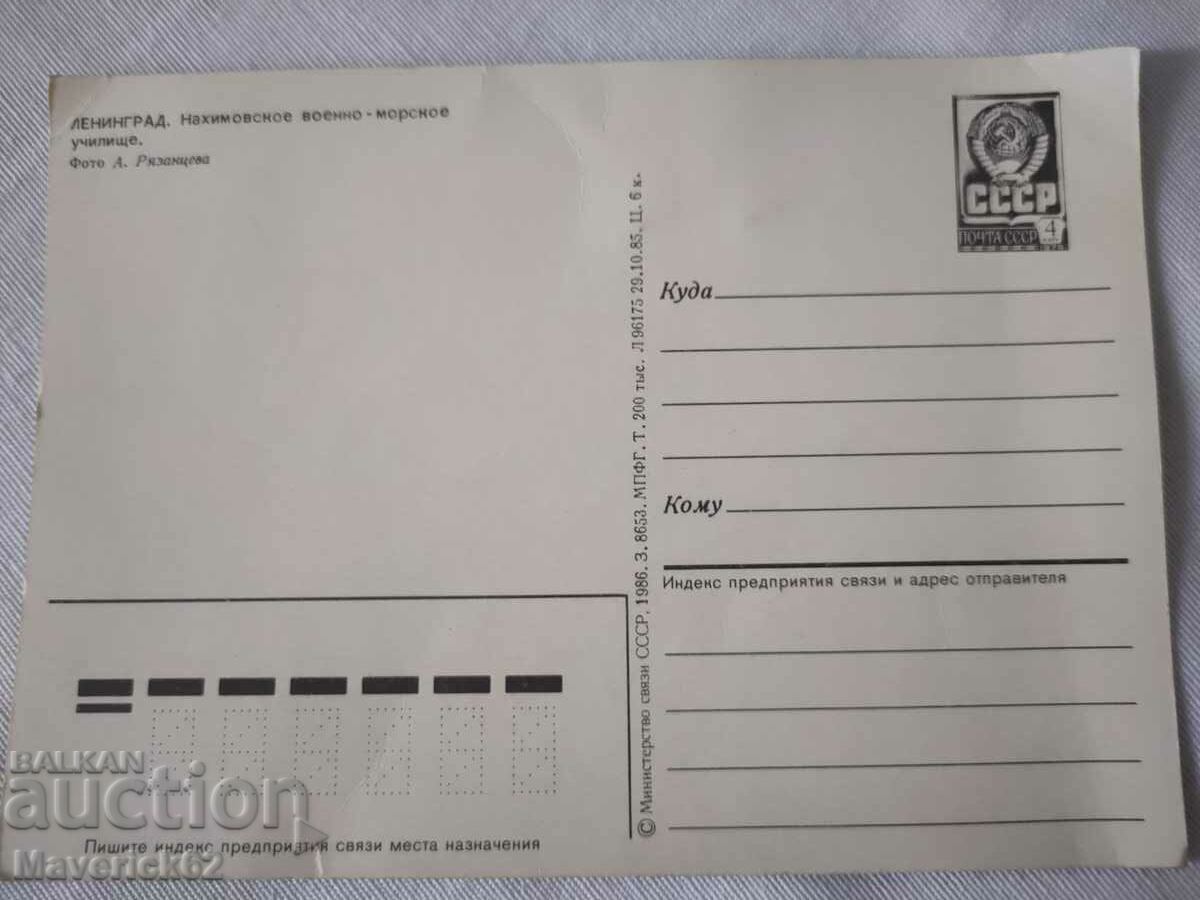 ЛЕНИНГРАД. Нахимовское военно-морское
училище.
Фото А. Рязанцева
СССР
ПОЧТА СССР 4
Куда
Кому
Индекс предприятия связи и адрес отправителя
© Министерство связи СССР, 1986. З. 8653. МПФГ. Т. 200 тыс. Л 96175 29.10.85. Ц. 6 к.
Пишите индекс предприятия связи места назначения
BALKAN
auction
Maverick62